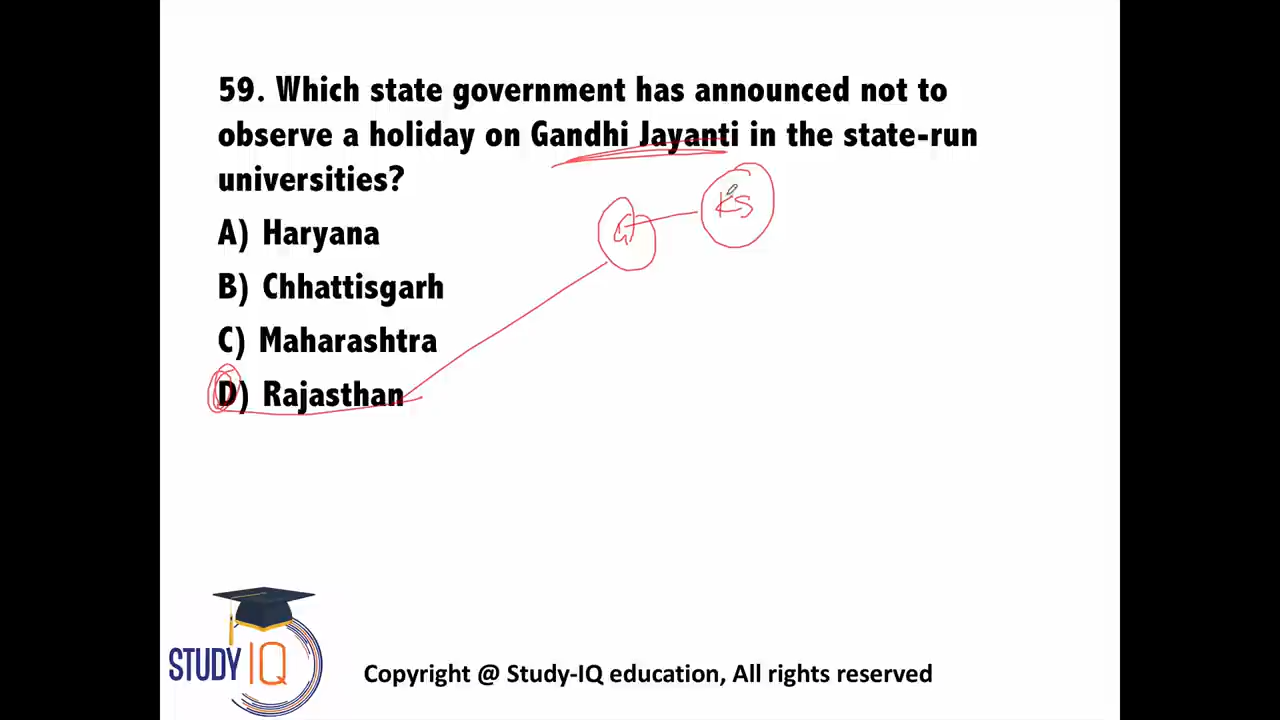 59. Which state government has announced not to
observe a holiday on Gandhi Jayanti in the state-run
universities?
KS
G
A) Haryana
B) Chhattisgarh
C) Maharashtra
D) Rajasthan
STUDY IQ
Copyright @ Study-IQ education, All rights reserved